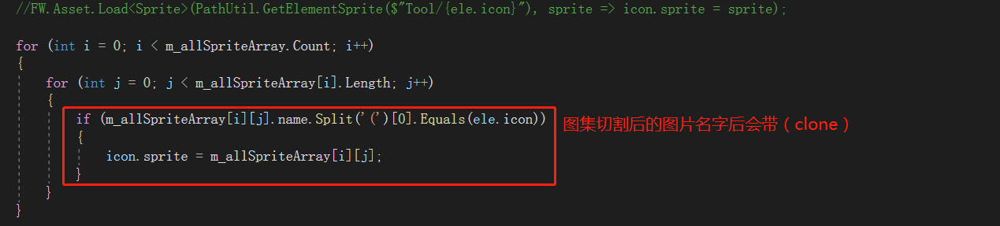 //FW.Asset.Load<Sprite>(PathUtil.GetElementSprite($"Tool/{ele.icon}"), sprite => icon.sprite = sprite);
for (int i = 0; i < m_allSpriteArray.Count; i++)
{
for (int j = 0; j < m_allSpriteArray[i].Length; j++)
{
if (m_allSpriteArray[i][j].name.Split('(')[0].Equals(ele.icon)) 图集切割后的图片名字后会带（clone）
{
icon.sprite = m_allSpriteArray[i][j];
}
}
}